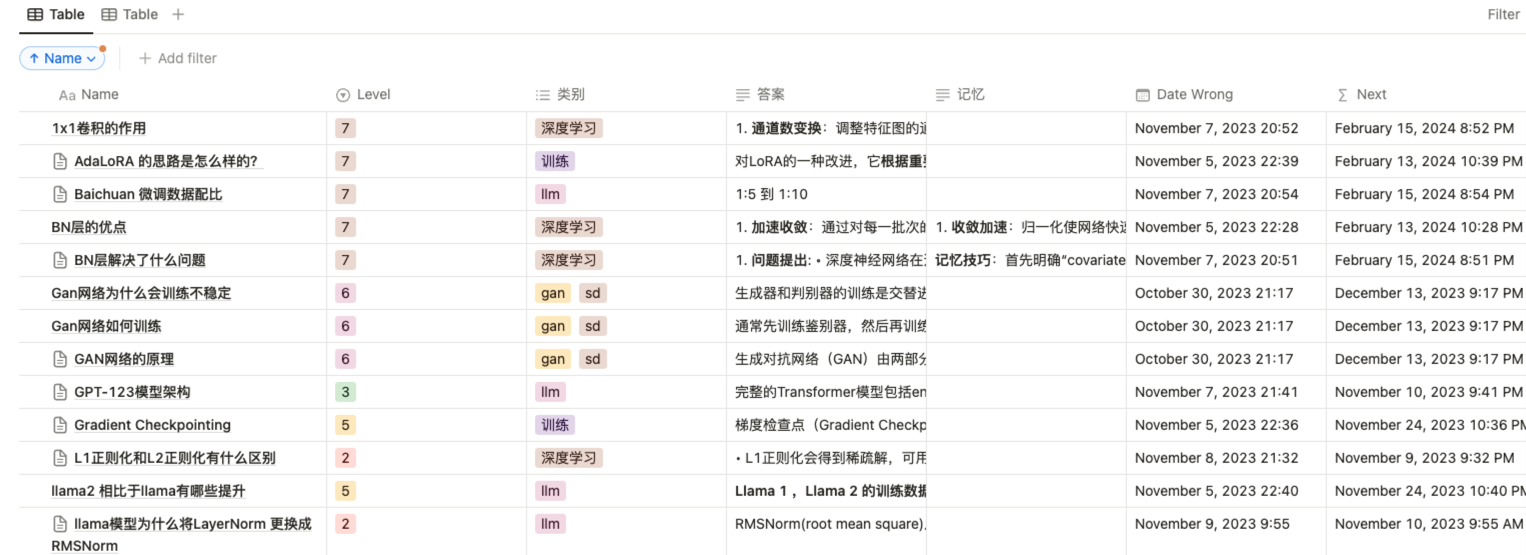 Table Table +
Filter
↑ Name + Add filter
Aa Name Level 类别 答案 记忆 Date Wrong Σ Next
1x1卷积的作用 7 深度学习 1. 通道数变换：调整特征图的通 November 7, 2023 20:52 February 15, 2024 8:52 PM
AdaLoRA 的思路是怎么样的？ 7 训练 对LoRA的一种改进，它根据重要 November 5, 2023 22:39 February 13, 2024 10:39 PM
Baichuan 微调数据配比 7 llm 1:5 到 1:10 November 7, 2023 20:54 February 15, 2024 8:54 PM
BN层的优点 7 深度学习 1. 加速收敛：通过对每一批次的 1. 收敛加速：归一化使网络快速 November 5, 2023 22:28 February 13, 2024 10:28 PM
BN层解决了什么问题 7 深度学习 1. 问题提出: • 深度神经网络在 记忆技巧：首先明确“covariate November 7, 2023 20:51 February 15, 2024 8:51 PM
Gan网络为什么会训练不稳定 6 gan sd 生成器和判别器的训练是交替进 October 30, 2023 21:17 December 13, 2023 9:17 PM
Gan网络如何训练 6 gan sd 通常先训练鉴别器，然后再训练 October 30, 2023 21:17 December 13, 2023 9:17 PM
GAN网络的原理 6 gan sd 生成对抗网络（GAN）由两部分 October 30, 2023 21:17 December 13, 2023 9:17 PM
GPT-123模型架构 3 llm 完整的Transformer模型包括en November 7, 2023 21:41 November 10, 2023 9:41 PM
Gradient Checkpointing 5 训练 梯度检查点（Gradient Checkp November 5, 2023 22:36 November 24, 2023 10:36 PM
L1正则化和L2正则化有什么区别 2 深度学习 • L1正则化会得到稀疏解，可用 November 8, 2023 21:32 November 9, 2023 9:32 PM
llama2 相比于llama有哪些提升 5 llm Llama 1 ，Llama 2 的训练数据 November 5, 2023 22:40 November 24, 2023 10:40 PM
llama模型为什么将LayerNorm 更换成 2 llm RMSNorm(root mean square). November 9, 2023 9:55 November 10, 2023 9:55 AM
RMSNorm